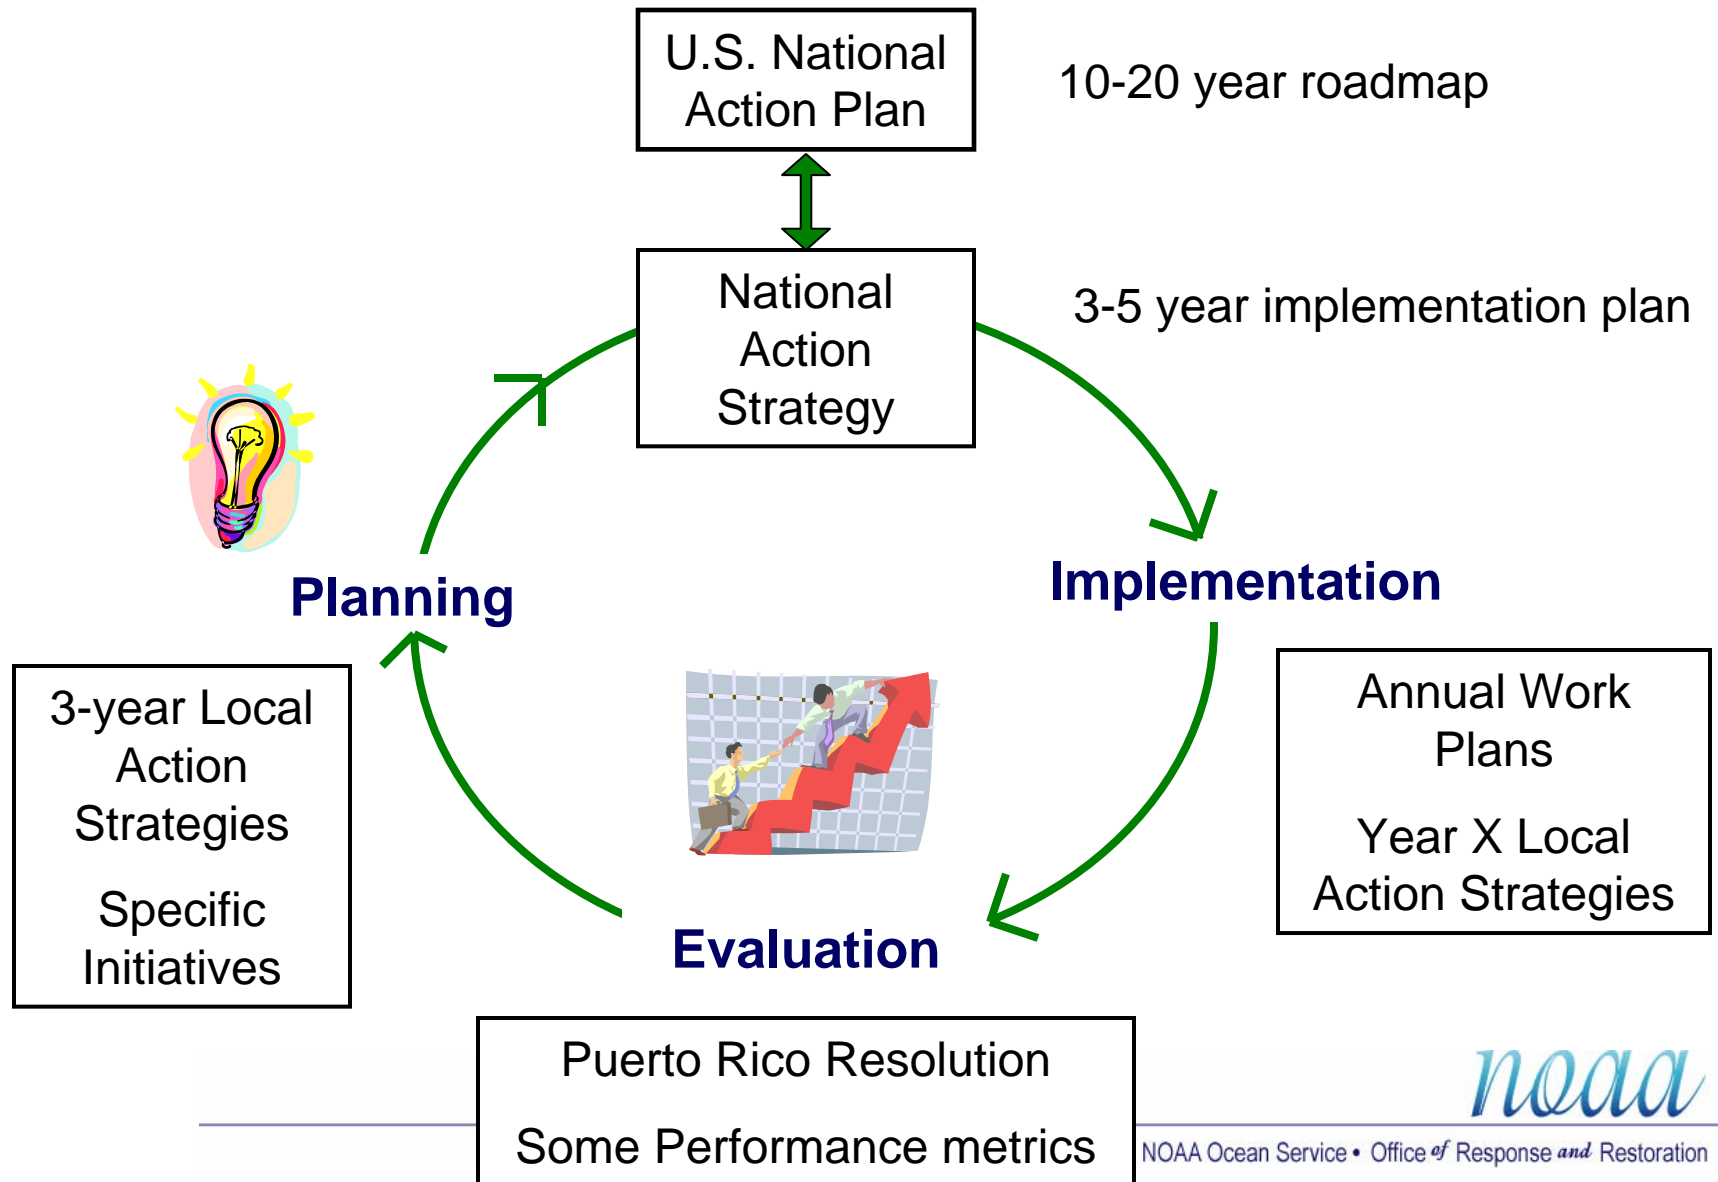 U.S. National
Action Plan
10-20 year roadmap
National
Action
Strategy
3-5 year implementation plan
Planning
Implementation
3-year Local
Action
Strategies
Specific
Initiatives
Annual Work
Plans
Year X Local
Action Strategies
Evaluation
Puerto Rico Resolution
Some Performance metrics
noaa
NOAA Ocean Service • Office of Response and Restoration